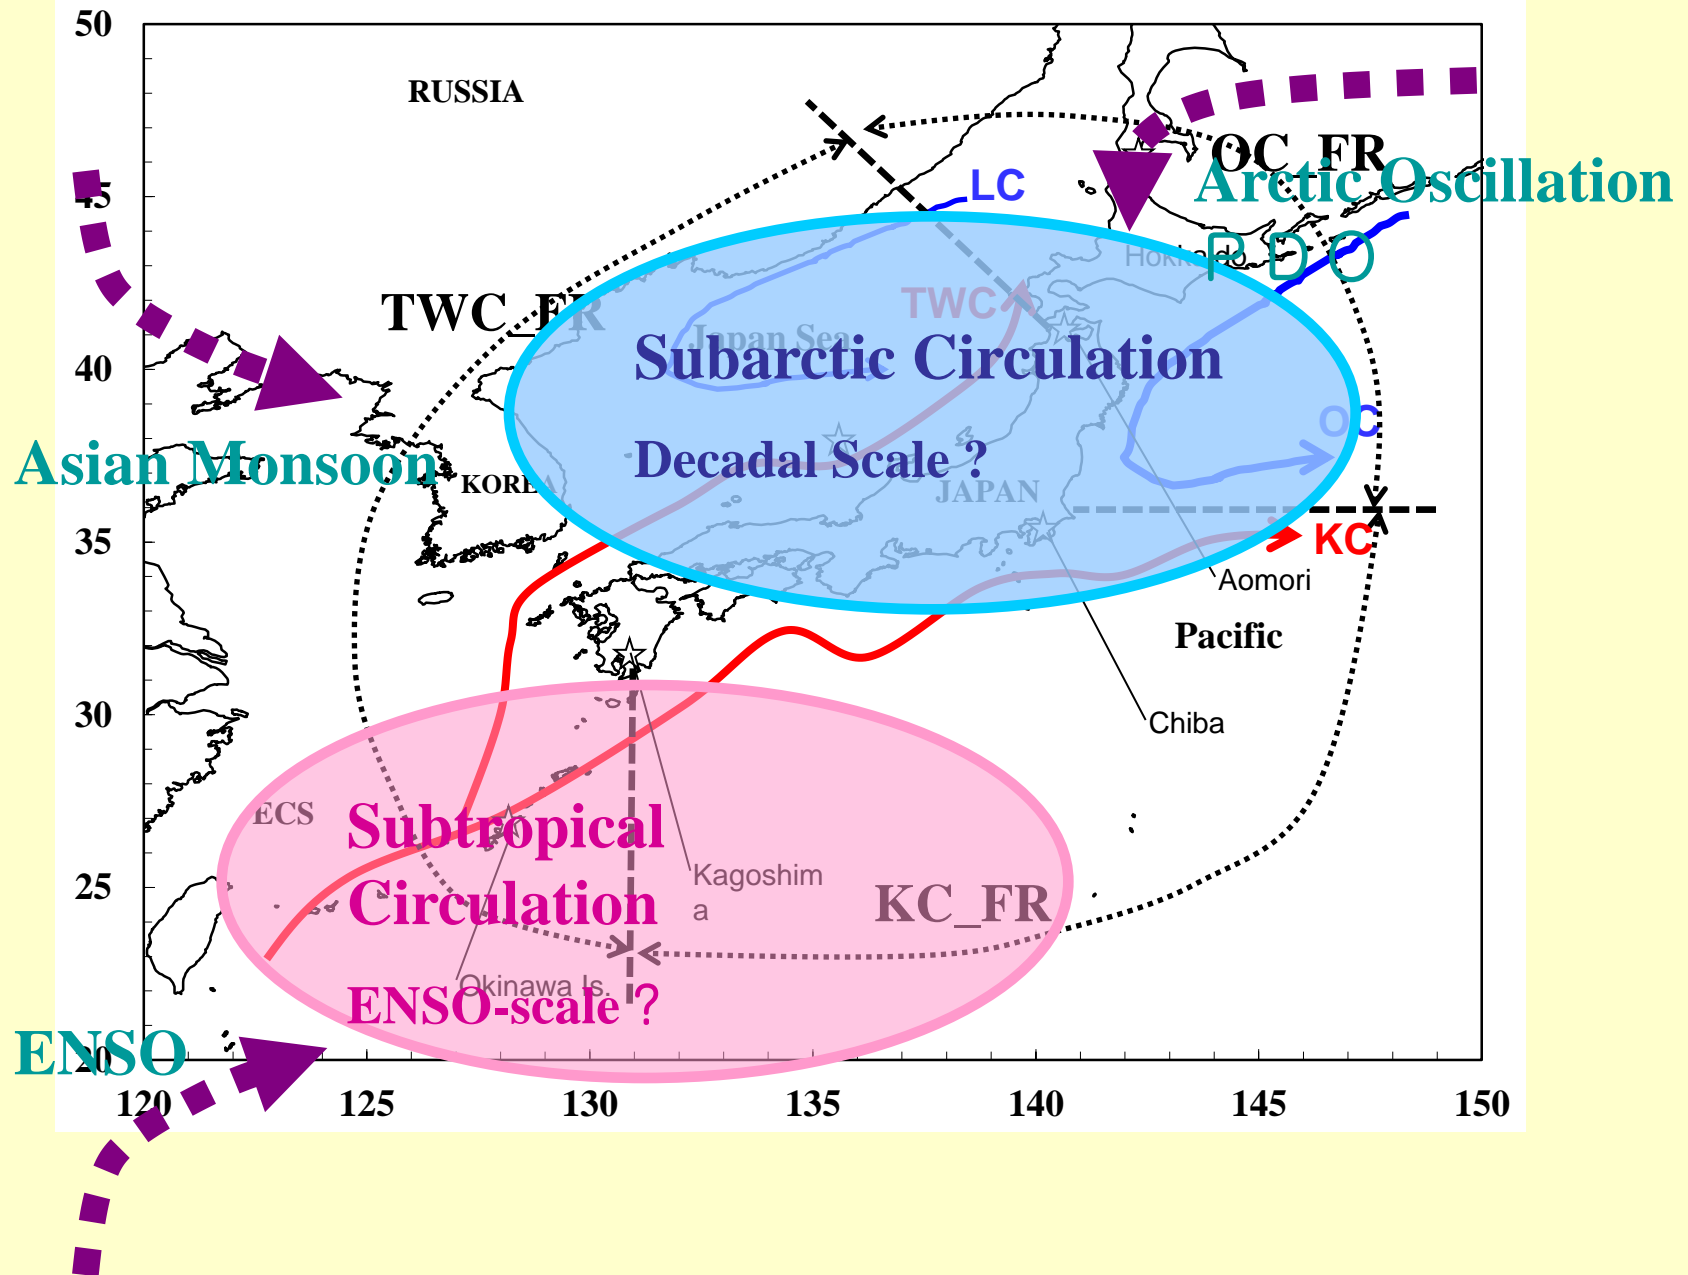 50
RUSSIA
OC_FR
Arctic Oscillation
45
LC
PDO
Hokkaido
TWC_FR
TWC
Japan Sea
40
Subarctic Circulation
OC
Asian Monsoon
Decadal Scale ?
KOREA
JAPAN
35
KC
Aomori
Pacific
30
Chiba
ECS
Subtropical
Circulation
25
Kagoshim
a
KC_FR
Okinawa Is.
ENSO-scale ?
ENSO
20
120
125
130
135
140
145
150